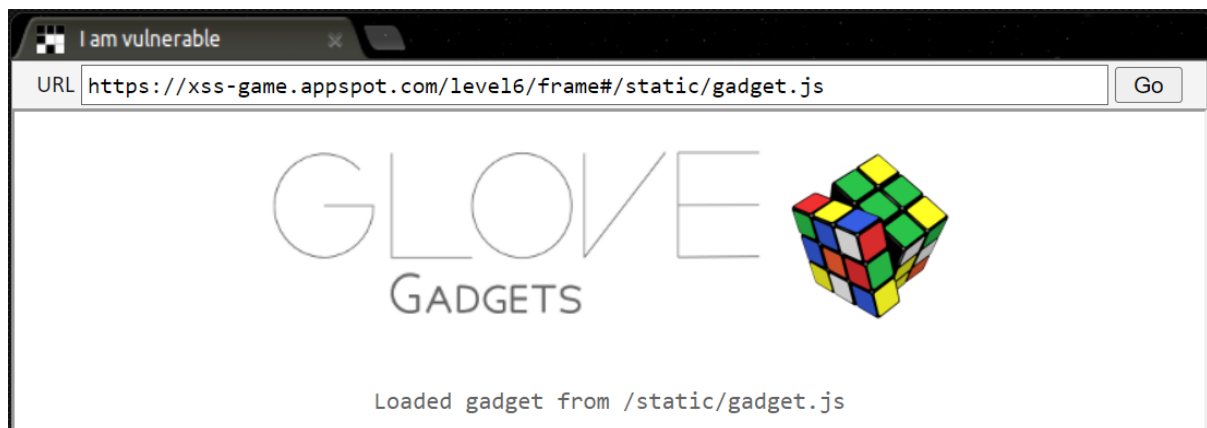 I am vulnerable
URL https://xss-game.appspot.com/level6/frame#/static/gadget.js Go
GLOVE
GADGETS
Loaded gadget from /static/gadget.js